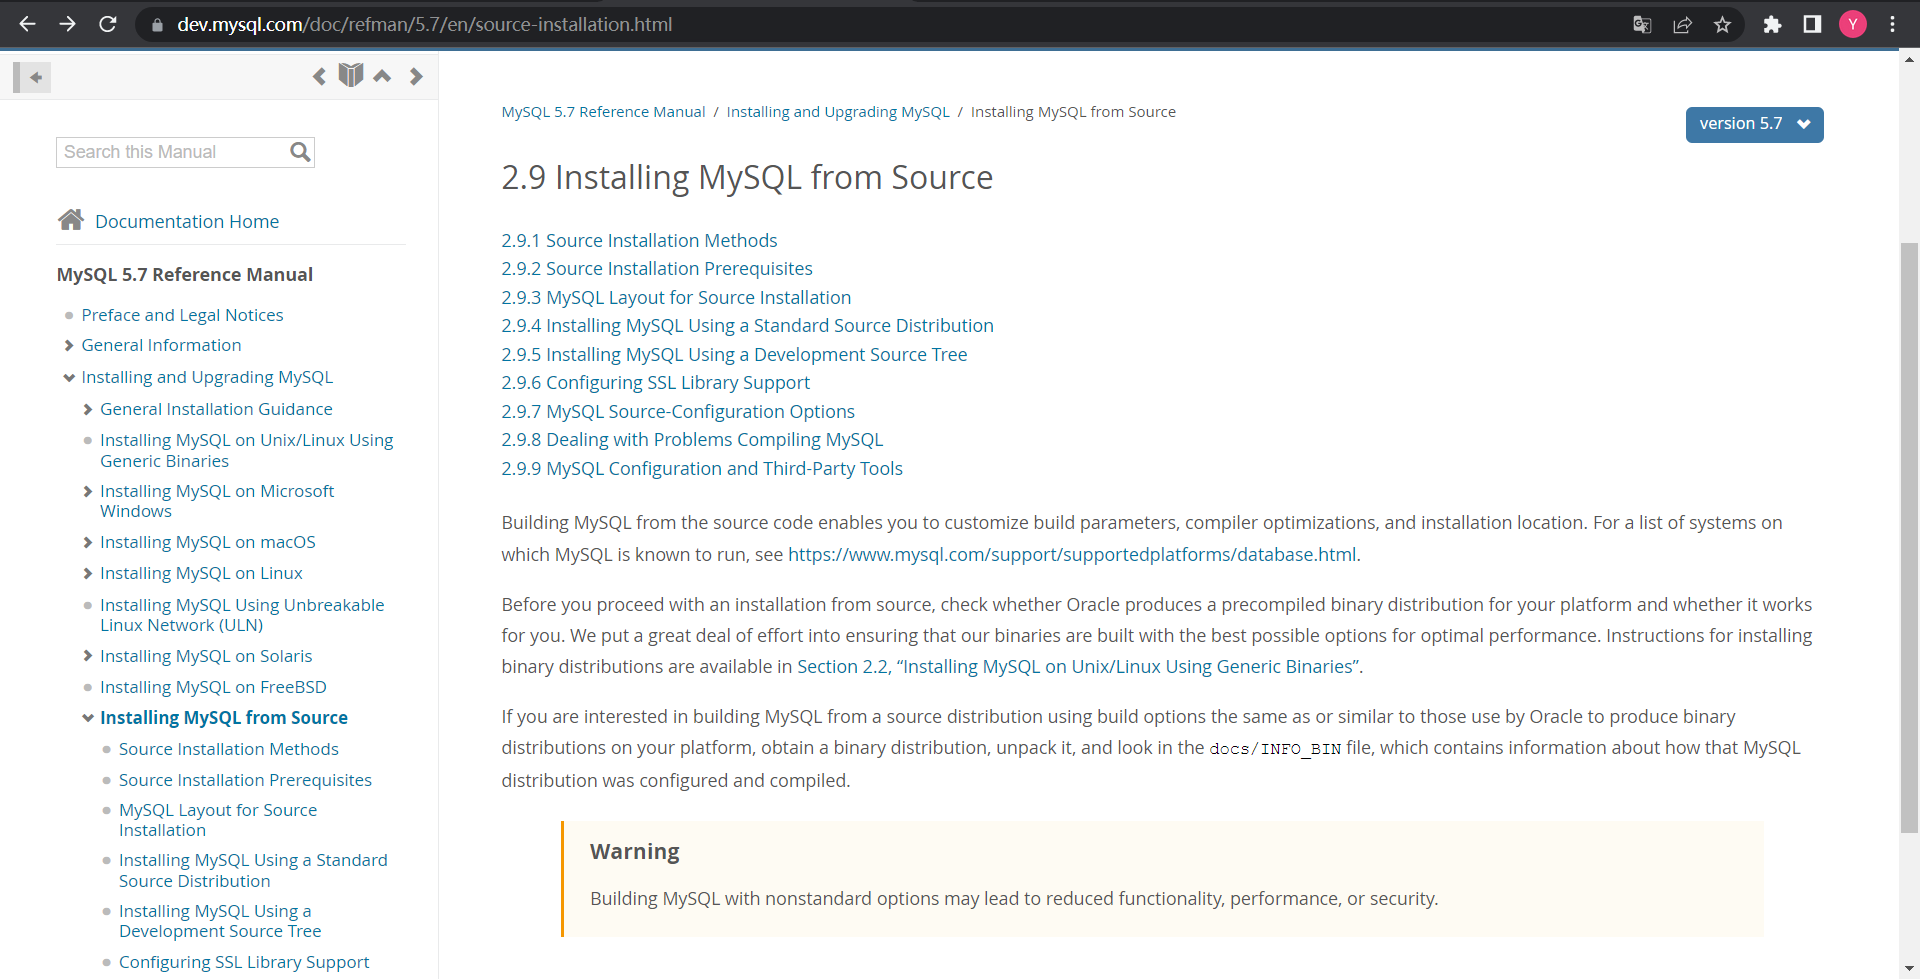 dev.mysql.com/doc/refman/5.7/en/source-installation.html
Y
Search this Manual
Documentation Home
MySQL 5.7 Reference Manual
Preface and Legal Notices
General Information
Installing and Upgrading MySQL
General Installation Guidance
Installing MySQL on Unix/Linux Using
Generic Binaries
Installing MySQL on Microsoft
Windows
Installing MySQL on macOS
Installing MySQL on Linux
Installing MySQL Using Unbreakable
Linux Network (ULN)
Installing MySQL on Solaris
Installing MySQL on FreeBSD
Installing MySQL from Source
Source Installation Methods
Source Installation Prerequisites
MySQL Layout for Source
Installation
Installing MySQL Using a Standard
Source Distribution
Installing MySQL Using a
Development Source Tree
Configuring SSL Library Support
MySQL 5.7 Reference Manual / Installing and Upgrading MySQL / Installing MySQL from Source
version 5.7
2.9 Installing MySQL from Source
2.9.1 Source Installation Methods
2.9.2 Source Installation Prerequisites
2.9.3 MySQL Layout for Source Installation
2.9.4 Installing MySQL Using a Standard Source Distribution
2.9.5 Installing MySQL Using a Development Source Tree
2.9.6 Configuring SSL Library Support
2.9.7 MySQL Source-Configuration Options
2.9.8 Dealing with Problems Compiling MySQL
2.9.9 MySQL Configuration and Third-Party Tools
Building MySQL from the source code enables you to customize build parameters, compiler optimizations, and installation location. For a list of systems on
which MySQL is known to run, see https://www.mysql.com/support/supportedplatforms/database.html.
Before you proceed with an installation from source, check whether Oracle produces a precompiled binary distribution for your platform and whether it works
for you. We put a great deal of effort into ensuring that our binaries are built with the best possible options for optimal performance. Instructions for installing
binary distributions are available in Section 2.2, “Installing MySQL on Unix/Linux Using Generic Binaries”.
If you are interested in building MySQL from a source distribution using build options the same as or similar to those use by Oracle to produce binary
distributions on your platform, obtain a binary distribution, unpack it, and look in the docs/INFO_BIN file, which contains information about how that MySQL
distribution was configured and compiled.
Warning
Building MySQL with nonstandard options may lead to reduced functionality, performance, or security.